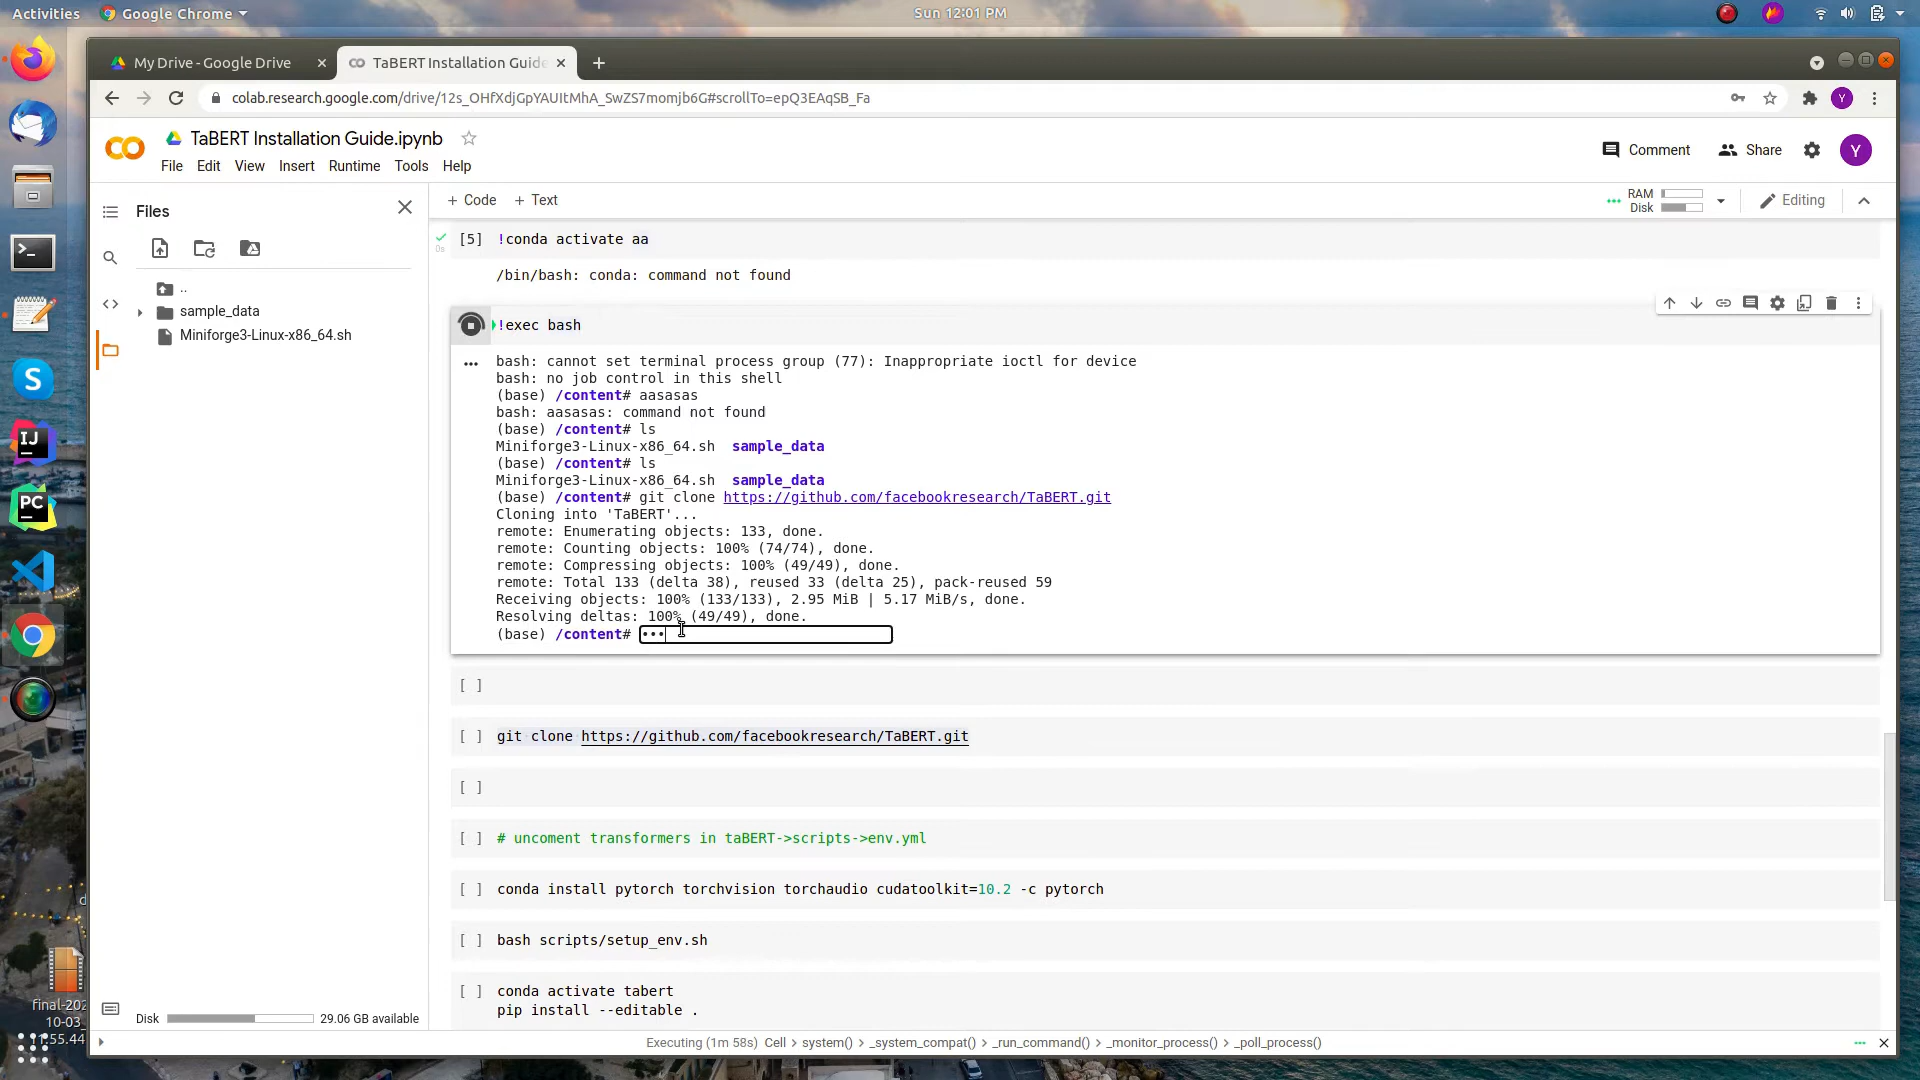 Activities
Google Chrome
Sun 12:01 PM
My Drive - Google Drive
TaBERT Installation Guide
colab.research.google.com/drive/12s_OHfXdjGpYAUItMhA_SwZS7momjb6G#scrollTo=epQ3EAqSB_Fa
Y
TaBERT Installation Guide.ipynb
File Edit View Insert Runtime Tools Help
Comment
Share
Y
Files
+ Code + Text
RAM
Disk
Editing
..
sample_data
Miniforge3-Linux-x86_64.sh
[5] !conda activate aa
0s
/bin/bash: conda: command not found
!exec bash
bash: cannot set terminal process group (77): Inappropriate ioctl for device
bash: no job control in this shell
(base) /content# aasasas
bash: aasasas: command not found
(base) /content# ls
Miniforge3-Linux-x86_64.sh sample_data
(base) /content# ls
Miniforge3-Linux-x86_64.sh sample_data
(base) /content# git clone https://github.com/facebookresearch/TaBERT.git
Cloning into 'TaBERT'...
remote: Enumerating objects: 133, done.
remote: Counting objects: 100% (74/74), done.
remote: Compressing objects: 100% (49/49), done.
remote: Total 133 (delta 38), reused 33 (delta 25), pack-reused 59
Receiving objects: 100% (133/133), 2.95 MiB | 5.17 MiB/s, done.
Resolving deltas: 100% (49/49), done.
(base) /content# •••
[ ]
[ ] git clone https://github.com/facebookresearch/TaBERT.git
[ ]
[ ] # uncoment transformers in taBERT->scripts->env.yml
[ ] conda install pytorch torchvision torchaudio cudatoolkit=10.2 -c pytorch
[ ] bash scripts/setup_env.sh
[ ] conda activate tabert
pip install --editable .
Disk
29.06 GB available
Executing (1m 58s) Cell > system() > _system_compat() > _run_command() > _monitor_process() > _poll_process()
S
IJ
PC
final-202
10-03_
11:55.44